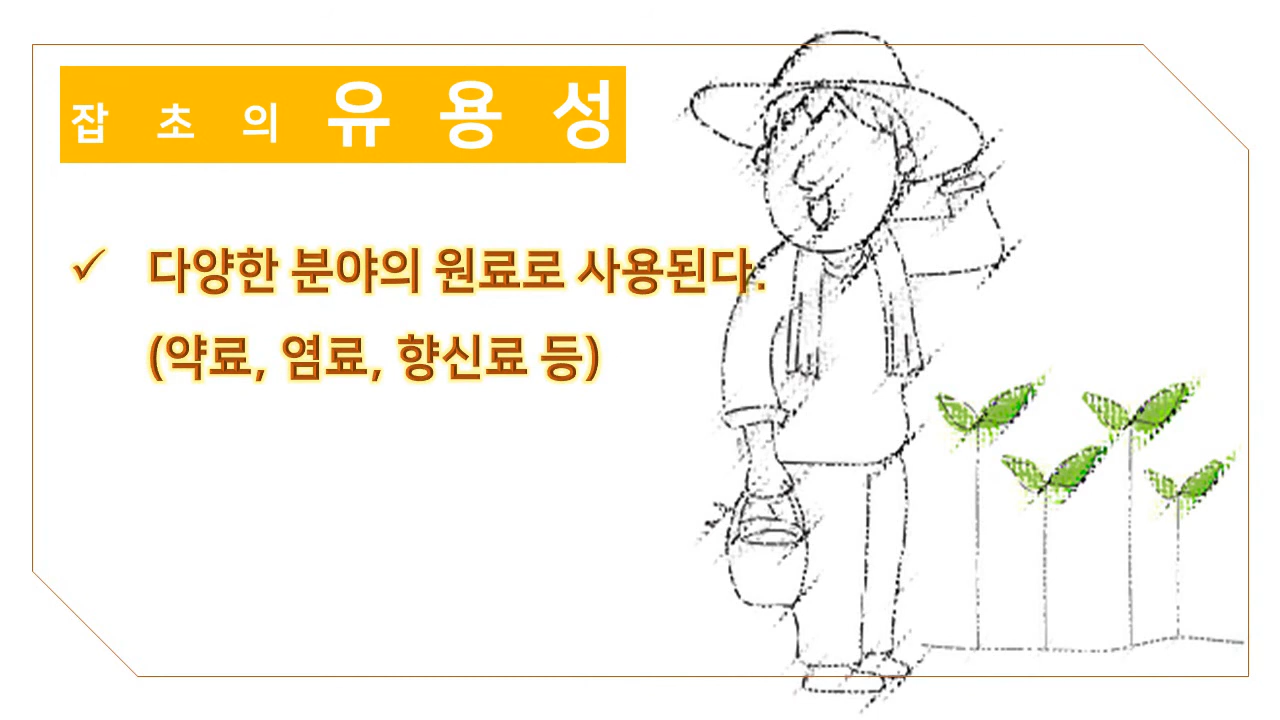 잡 초 의 유 용 성
✓ 다양한 분야의 원료로 사용된다.
(약료, 염료, 향신료 등)